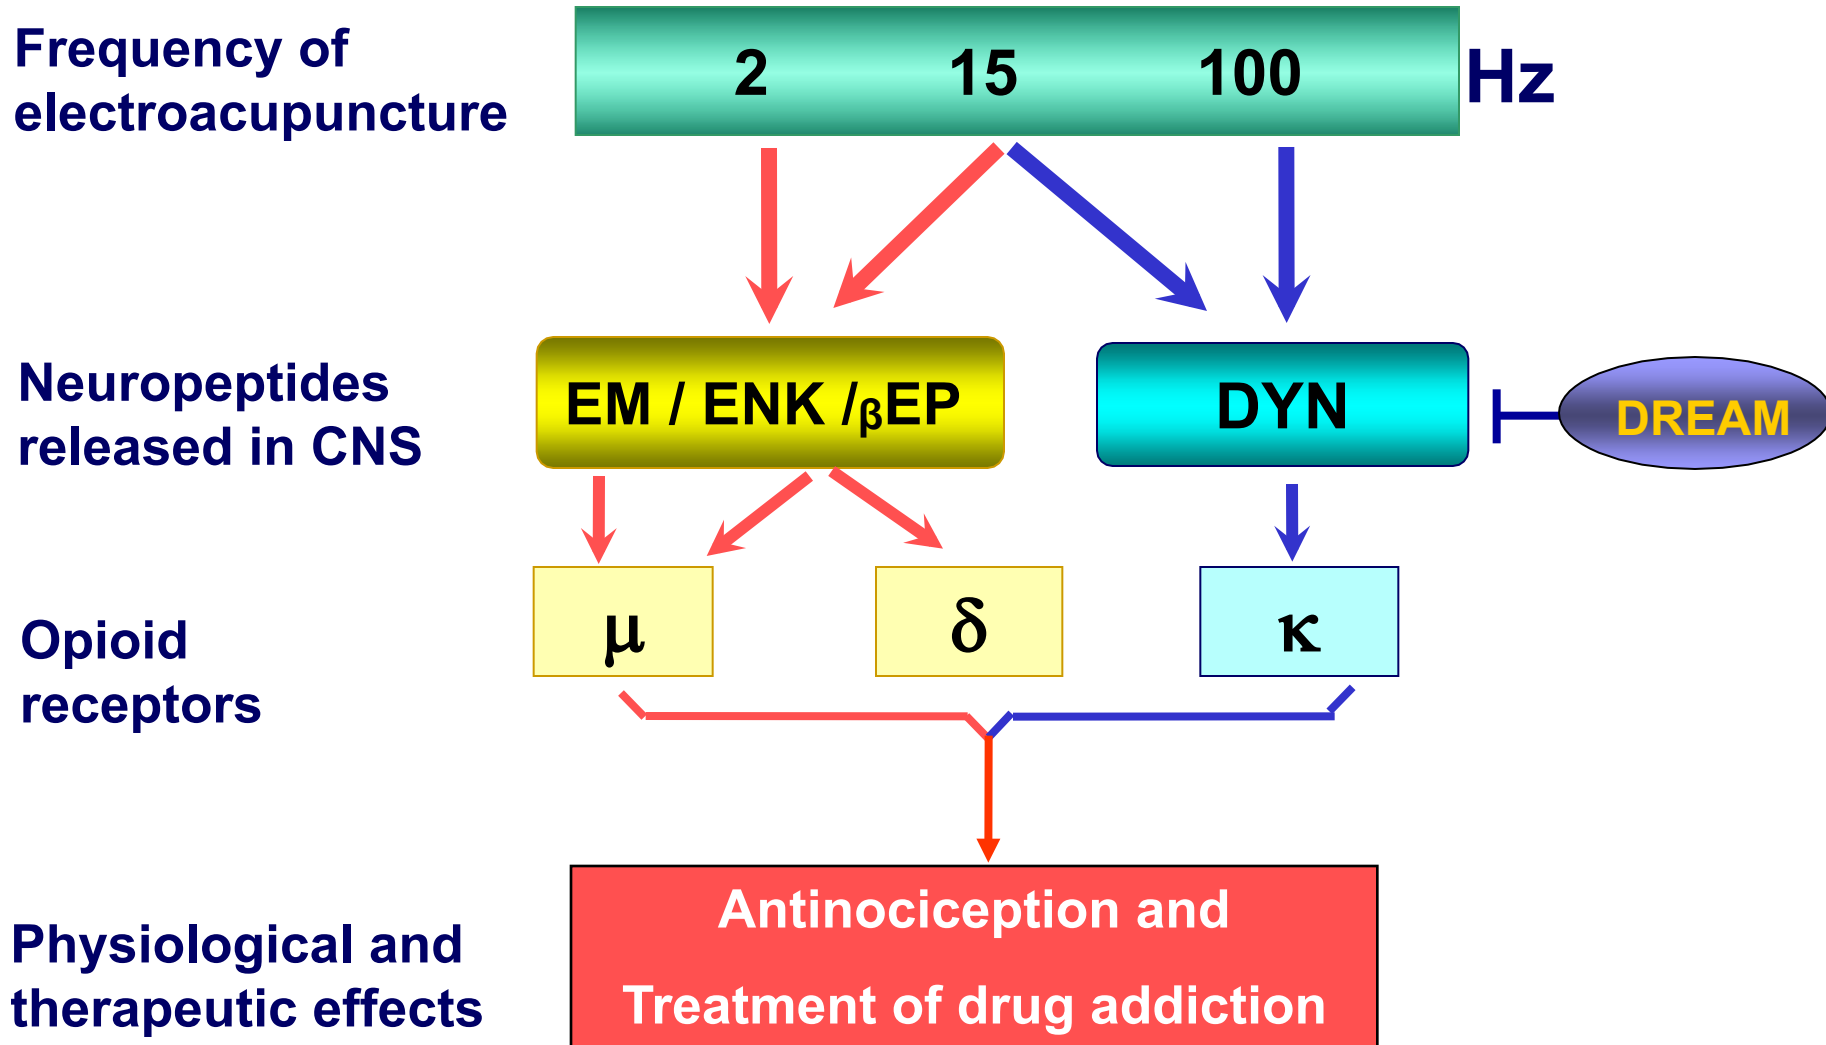 Frequency of
electroacupuncture
2 15 100 Hz
Neuropeptides
released in CNS
EM / ENK /βEP
DYN
DREAM
Opioid
receptors
μ
δ
κ
Physiological and
therapeutic effects
Antinociception and
Treatment of drug addiction